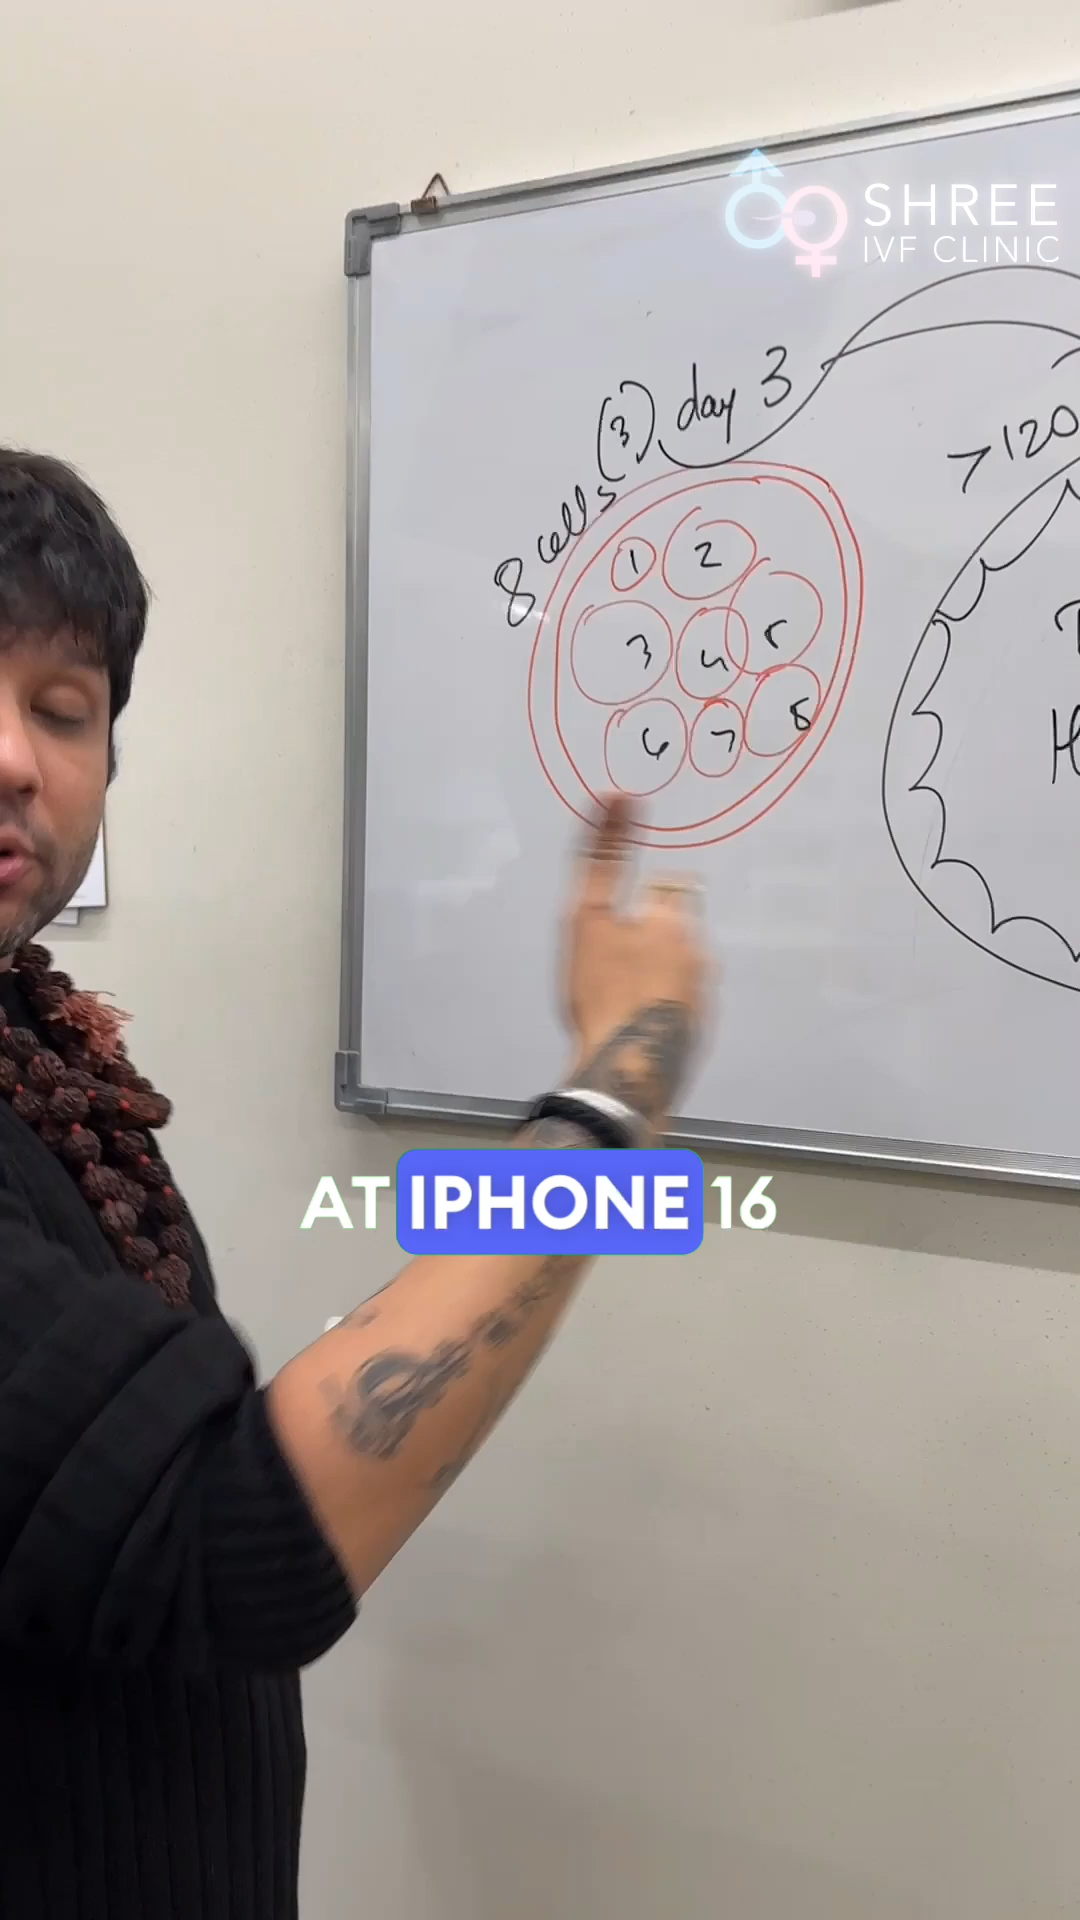 SHREE
IVF CLINIC
(3) day 3
>120
8 cells
1 2
3 4 5
6 7 8
AT IPHONE 16